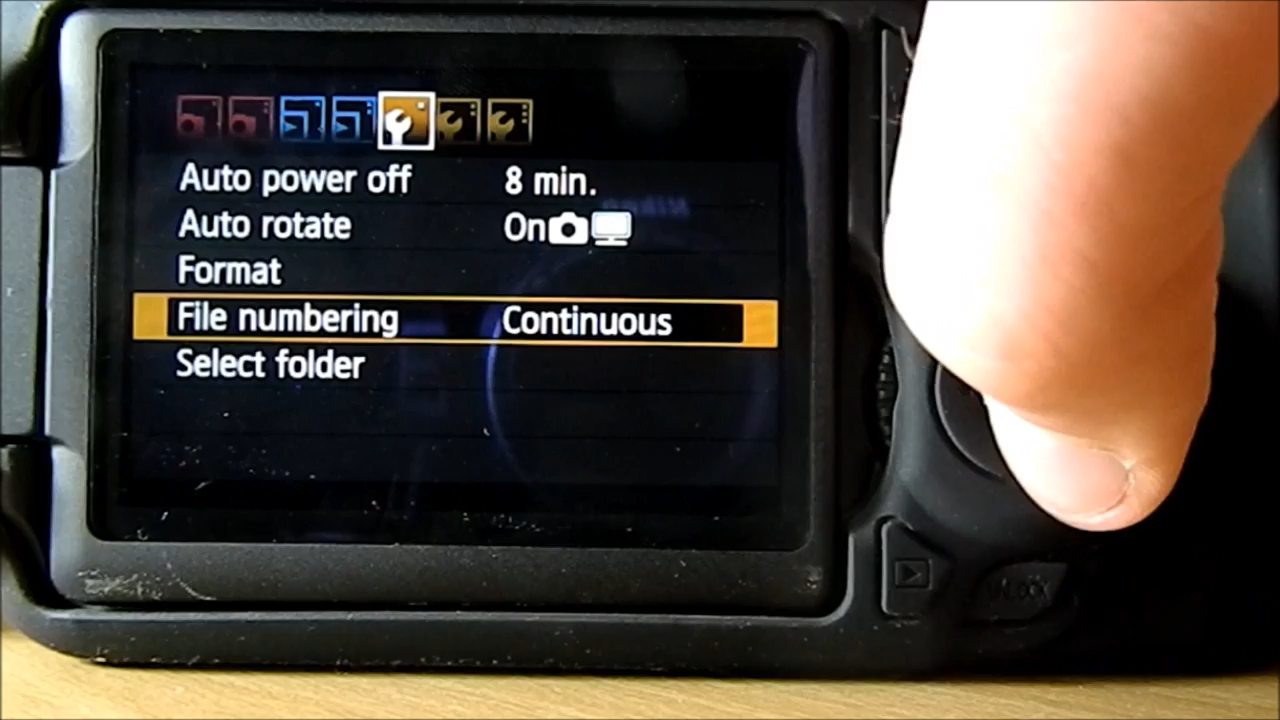 Auto power off 8 min.
Auto rotate On
Format
File numbering Continuous
Select folder